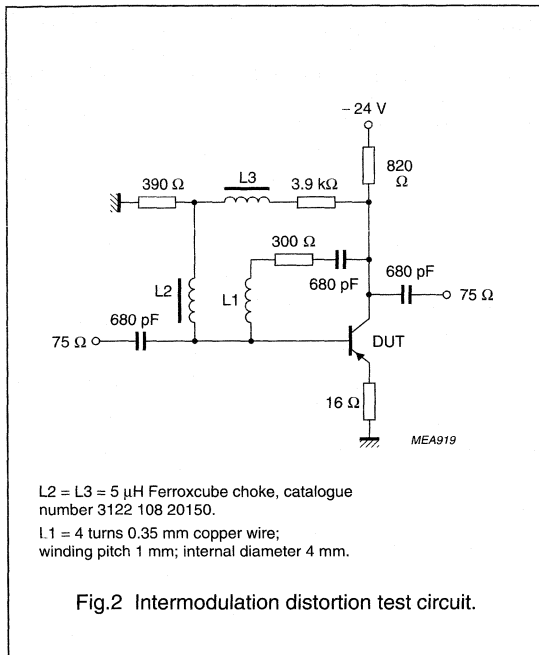 – 24 V
820
Ω
390 Ω
L3
3.9 kΩ
300 Ω
680 pF
680 pF
75 Ω
L2
L1
680 pF
75 Ω
DUT
16 Ω
MEA919
L2 = L3 = 5 µH Ferroxcube choke, catalogue
number 3122 108 20150.
L1 = 4 turns 0.35 mm copper wire;
winding pitch 1 mm; internal diameter 4 mm.
Fig.2 Intermodulation distortion test circuit.